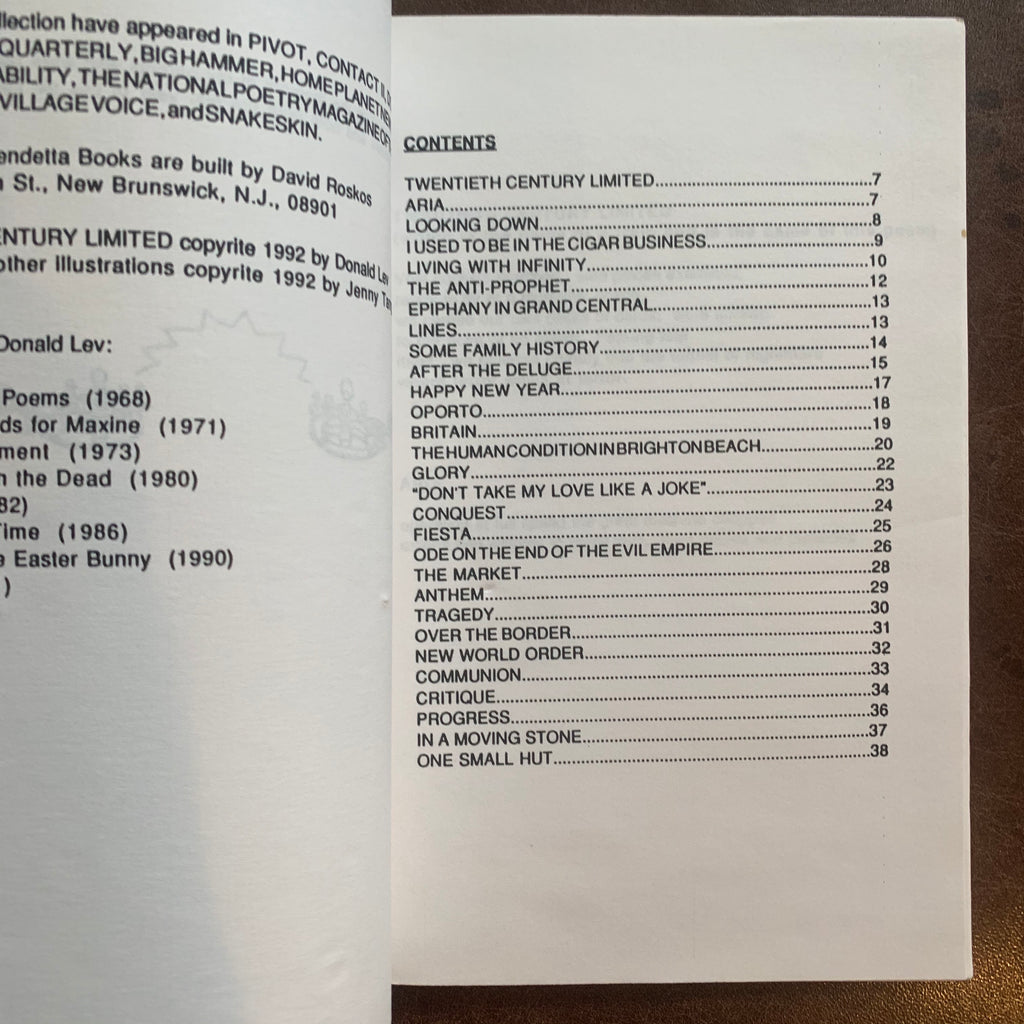 llection have appeared in PIVOT, CONTACT II,
QUARTERLY, BIG HAMMER, HOME PLANET
ABILITY, THE NATIONAL POETRY MAGAZINE OF
VILLAGE VOICE, and SNAKESKIN.
endetta Books are built by David Roskos
St., New Brunswick, N.J., 08901
ENTURY LIMITED copyrite 1992 by Donald Lev
other illustrations copyrite 1992 by Jenny
Donald Lev:
Poems (1968)
ds for Maxine (1971)
ment (1973)
n the Dead (1980)
82)
Time (1986)
e Easter Bunny (1990)
)
CONTENTS
TWENTIETH CENTURY LIMITED..........7
ARIA..........7
LOOKING DOWN..........8
I USED TO BE IN THE CIGAR BUSINESS..........9
LIVING WITH INFINITY..........10
THE ANTI-PROPHET..........12
EPIPHANY IN GRAND CENTRAL..........13
LINES..........13
SOME FAMILY HISTORY..........14
AFTER THE DELUGE..........15
HAPPY NEW YEAR..........17
OPORTO..........18
BRITAIN..........19
THE HUMAN CONDITION IN BRIGHTON BEACH..........20
GLORY..........22
"DON'T TAKE MY LOVE LIKE A JOKE"..........23
CONQUEST..........24
FIESTA..........25
ODE ON THE END OF THE EVIL EMPIRE..........26
THE MARKET..........28
ANTHEM..........29
TRAGEDY..........30
OVER THE BORDER..........31
NEW WORLD ORDER..........32
COMMUNION..........33
CRITIQUE..........34
PROGRESS..........36
IN A MOVING STONE..........37
ONE SMALL HUT..........38